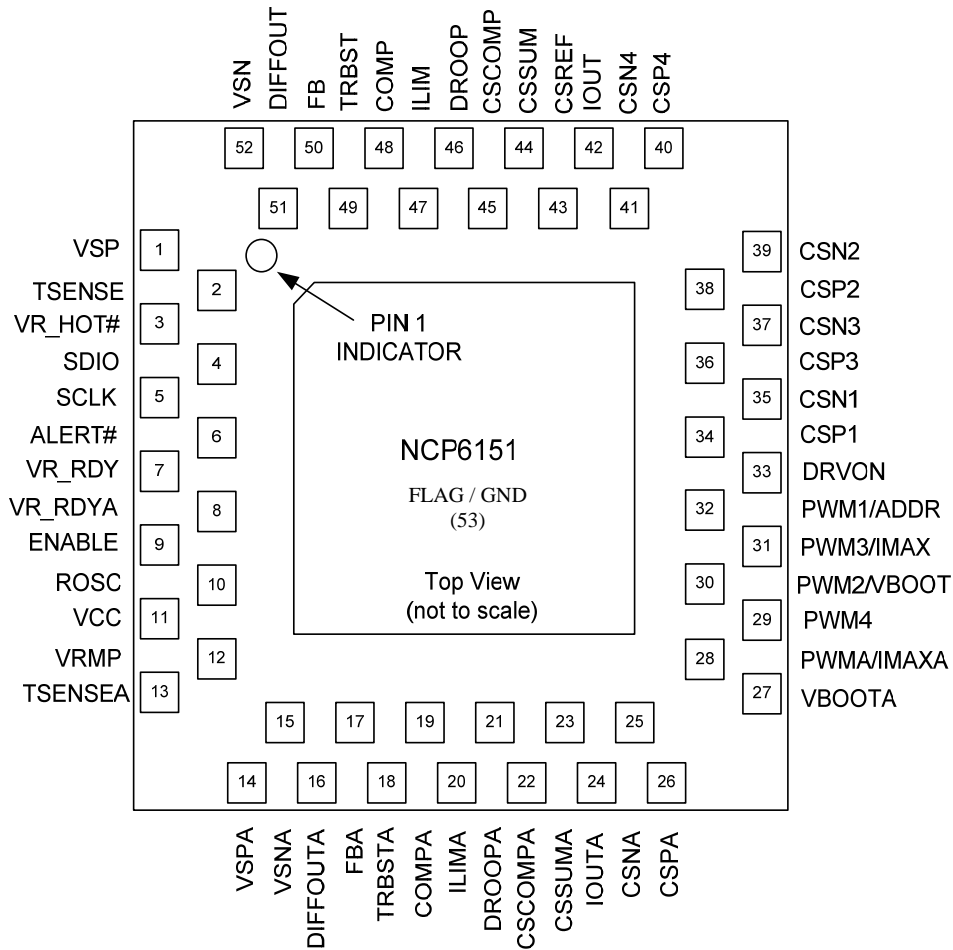 VSN
DIFFOUT
FB
TRBST
COMP
ILIM
DROOP
CSCOMP
CSSUM
CSREF
IOUT
CSN4
CSP4
52
50
48
46
44
42
40
51
49
47
45
43
41
VSP
1
TSENSE
2
VR_HOT#
3
SDIO
4
SCLK
5
ALERT#
6
VR_RDY
7
VR_RDYA
8
ENABLE
9
ROSC
10
VCC
11
VRMP
12
TSENSEA
13
PIN 1
INDICATOR
NCP6151
FLAG / GND
(53)
Top View
(not to scale)
39
CSN2
38
CSP2
37
CSN3
36
CSP3
35
CSN1
34
CSP1
33
DRVON
32
PWM1/ADDR
31
PWM3/IMAX
30
PWM2/VBOOT
29
PWM4
28
PWMA/IMAXA
27
VBOOTA
15
17
19
21
23
25
14
16
18
20
22
24
26
VSPA
VSNA
DIFFOUTA
FBA
TRBSTA
COMPA
ILIMA
DROOPA
CSCOMPA
CSSUMA
IOUTA
CSNA
CSPA